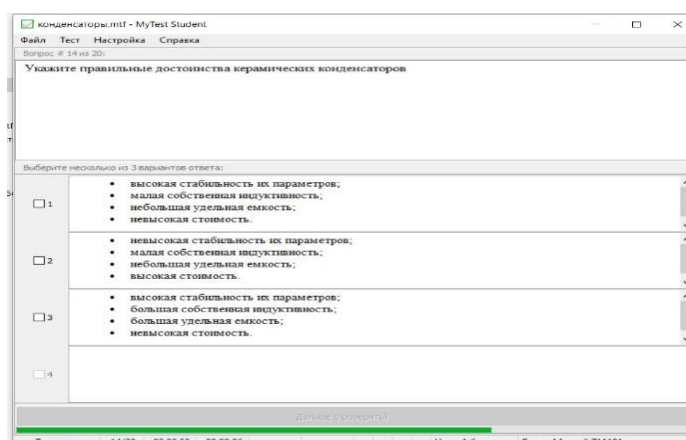 конденсаторы.mtf - MyTest Student
Файл Тест Настройка Справка
Вопрос # 14 из 20:
Укажите правильные достоинства керамических конденсаторов
Выберите несколько из 3 вариантов ответа:
1
• высокая стабильность их параметров;
• малая собственная индуктивность;
• небольшая удельная емкость;
• невысокая стоимость.
2
• невысокая стабильность их параметров;
• малая собственная индуктивность;
• небольшая удельная емкость;
• высокая стоимость.
3
• высокая стабильность их параметров;
• большая собственная индуктивность;
• большая удельная емкость;
• невысокая стоимость.
4
Дальше (проверить)